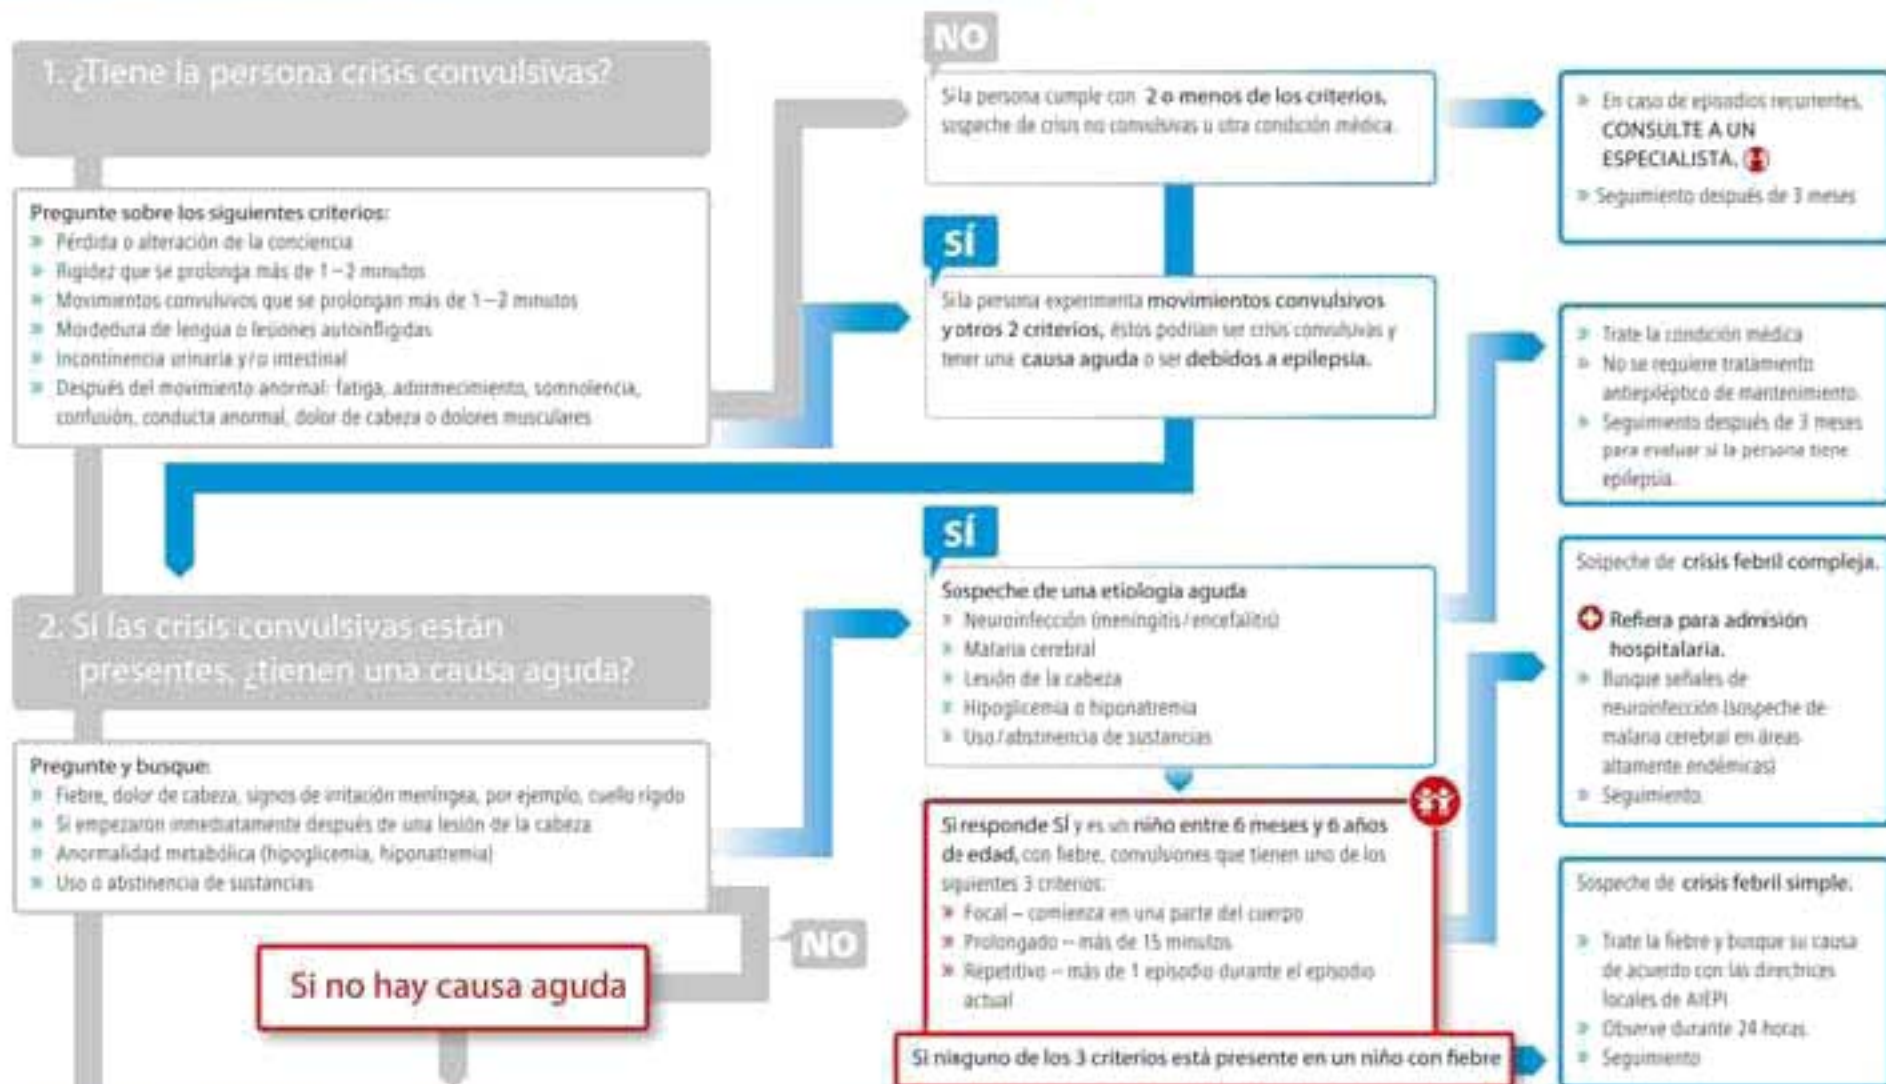 1. ¿Tiene la persona crisis convulsivas?
Pregunte sobre los siguientes criterios:
» Pérdida o alteración de la conciencia
» Rigidez que se prolonga más de 1–2 minutos
» Movimientos convulsivos que se prolongan más de 1–2 minutos
» Mordedura de lengua o lesiones autoinfligidas
» Incontinencia urinaria y/o intestinal
» Después del movimiento anormal: fatiga, adormecimiento, somnolencia,
confusión, conducta anormal, dolor de cabeza o dolores musculares
NO
Si la persona cumple con 2 o menos de los criterios,
sospeche de crisis no convulsivas u otra condición médica.
» En caso de episodios recurrentes,
CONSULTE A UN
ESPECIALISTA.
» Seguimiento después de 3 meses
SÍ
Si la persona experimenta movimientos convulsivos
y otros 2 criterios, éstos podrían ser crisis convulsivas y
tener una causa aguda o ser debidos a epilepsia.
2. Si las crisis convulsivas están
presentes, ¿tienen una causa aguda?
Pregunte y busque:
» Fiebre, dolor de cabeza, signos de irritación meníngea, por ejemplo, cuello rígido
» Si empezaron inmediatamente después de una lesión de la cabeza
» Anormalidad metabólica (hipoglicemia, hiponatremia)
» Uso o abstinencia de sustancias
SÍ
Sospeche de una etiología aguda
» Neuroinfección (meningitis/encefalitis)
» Malaria cerebral
» Lesión de la cabeza
» Hipoglicemia o hiponatremia
» Uso/abstinencia de sustancias
» Trate la condición médica
» No se requiere tratamiento
antiepiléptico de mantenimiento.
» Seguimiento después de 3 meses
para evaluar si la persona tiene
epilepsia.
Si responde SÍ y es un niño entre 6 meses y 6 años
de edad, con fiebre, convulsiones que tienen uno de los
siguientes 3 criterios:
» Focal – comienza en una parte del cuerpo
» Prolongado – más de 15 minutos
» Repetitivo – más de 1 episodio durante el episodio
actual
Sospeche de crisis febril compleja.
Refiera para admisión
hospitalaria.
» Busque señales de
neuroinfección (sospeche de
malaria cerebral en áreas
altamente endémicas)
» Seguimiento.
Si ninguno de los 3 criterios está presente en un niño con fiebre
Sospeche de crisis febril simple.
» Trate la fiebre y busque su causa
de acuerdo con las directrices
locales de AIEPI
» Observe durante 24 horas.
» Seguimiento
NO
Si no hay causa aguda